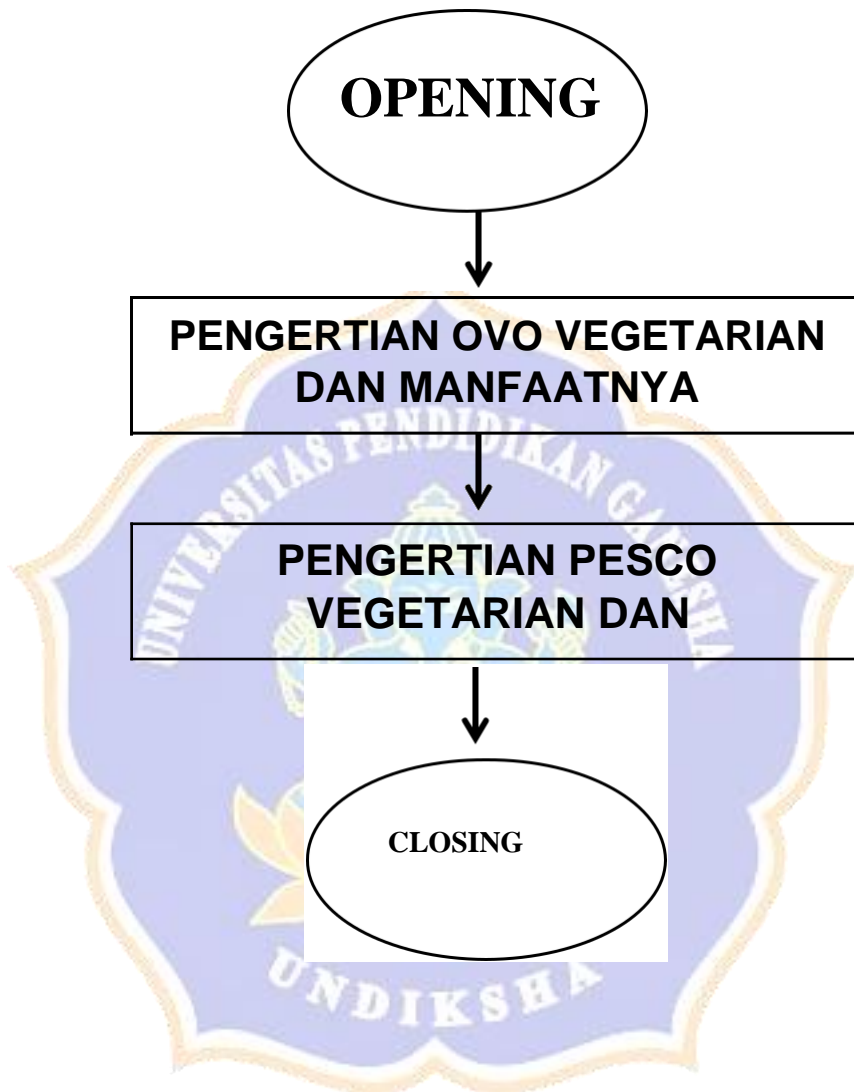 OPENING
PENGERTIAN OVO VEGETARIAN
DAN MANFAATNYA
UNIVERSITAS PENDIDIKAN GANESHA
PENGERTIAN PESCO
VEGETARIAN DAN
CLOSING
UNDIKSHA